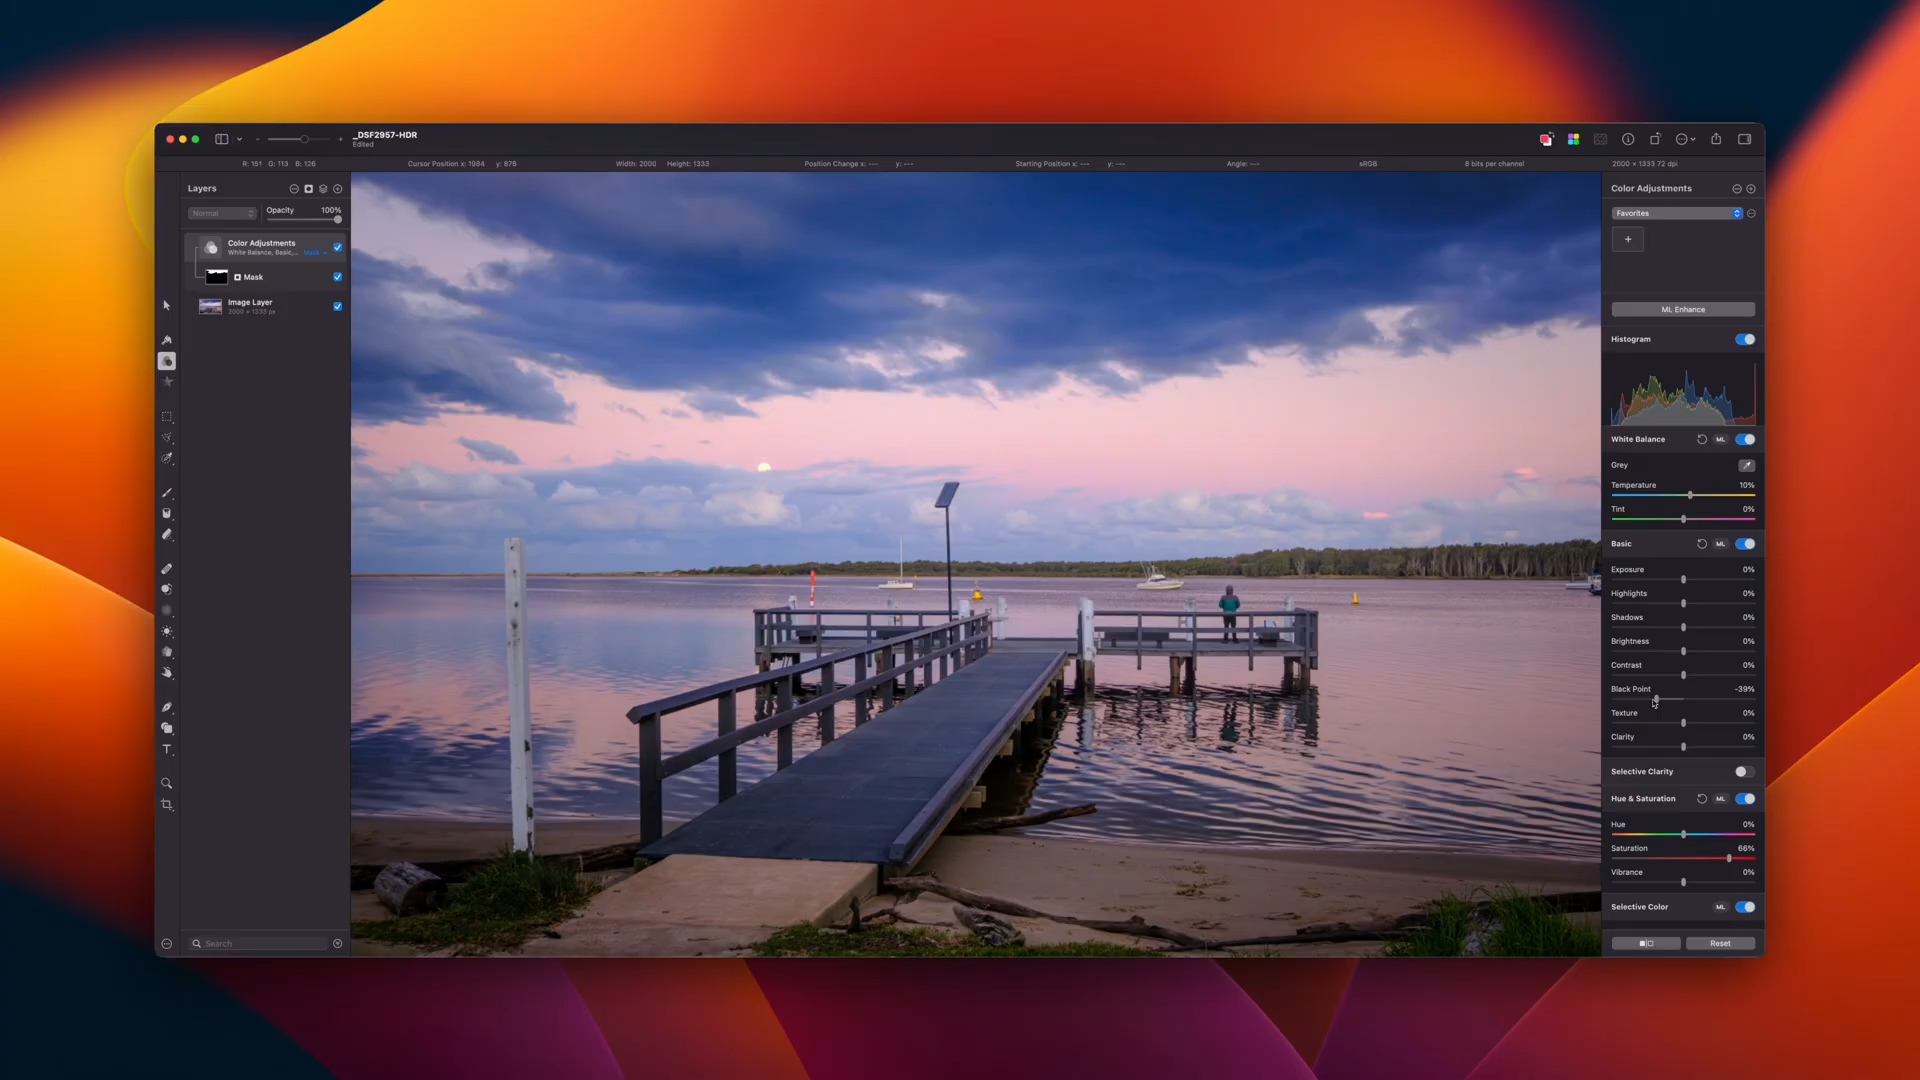 _DSF2957-HDR
Edited
R: 151 G: 113 B: 126
Cursor Position x: 1984 y: 876
Width: 2000 Height: 1333
Position Change x: --- y: ---
Starting Position x: --- y: ---
Angle: ---
sRGB
8 bits per channel
2000 × 1333 72 dpi
Layers
Normal
Opacity 100%
Color Adjustments
White Balance, Basic,... Mask
Mask
Image Layer
2000 × 1333 px
Search
Color Adjustments
Favorites
+
ML Enhance
Histogram
White Balance ML
Grey
Temperature 10%
Tint 0%
Basic ML
Exposure 0%
Highlights 0%
Shadows 0%
Brightness 0%
Contrast 0%
Black Point -39%
Texture 0%
Clarity 0%
Selective Clarity
Hue & Saturation ML
Hue 0%
Saturation 66%
Vibrance 0%
Selective Color ML
Reset